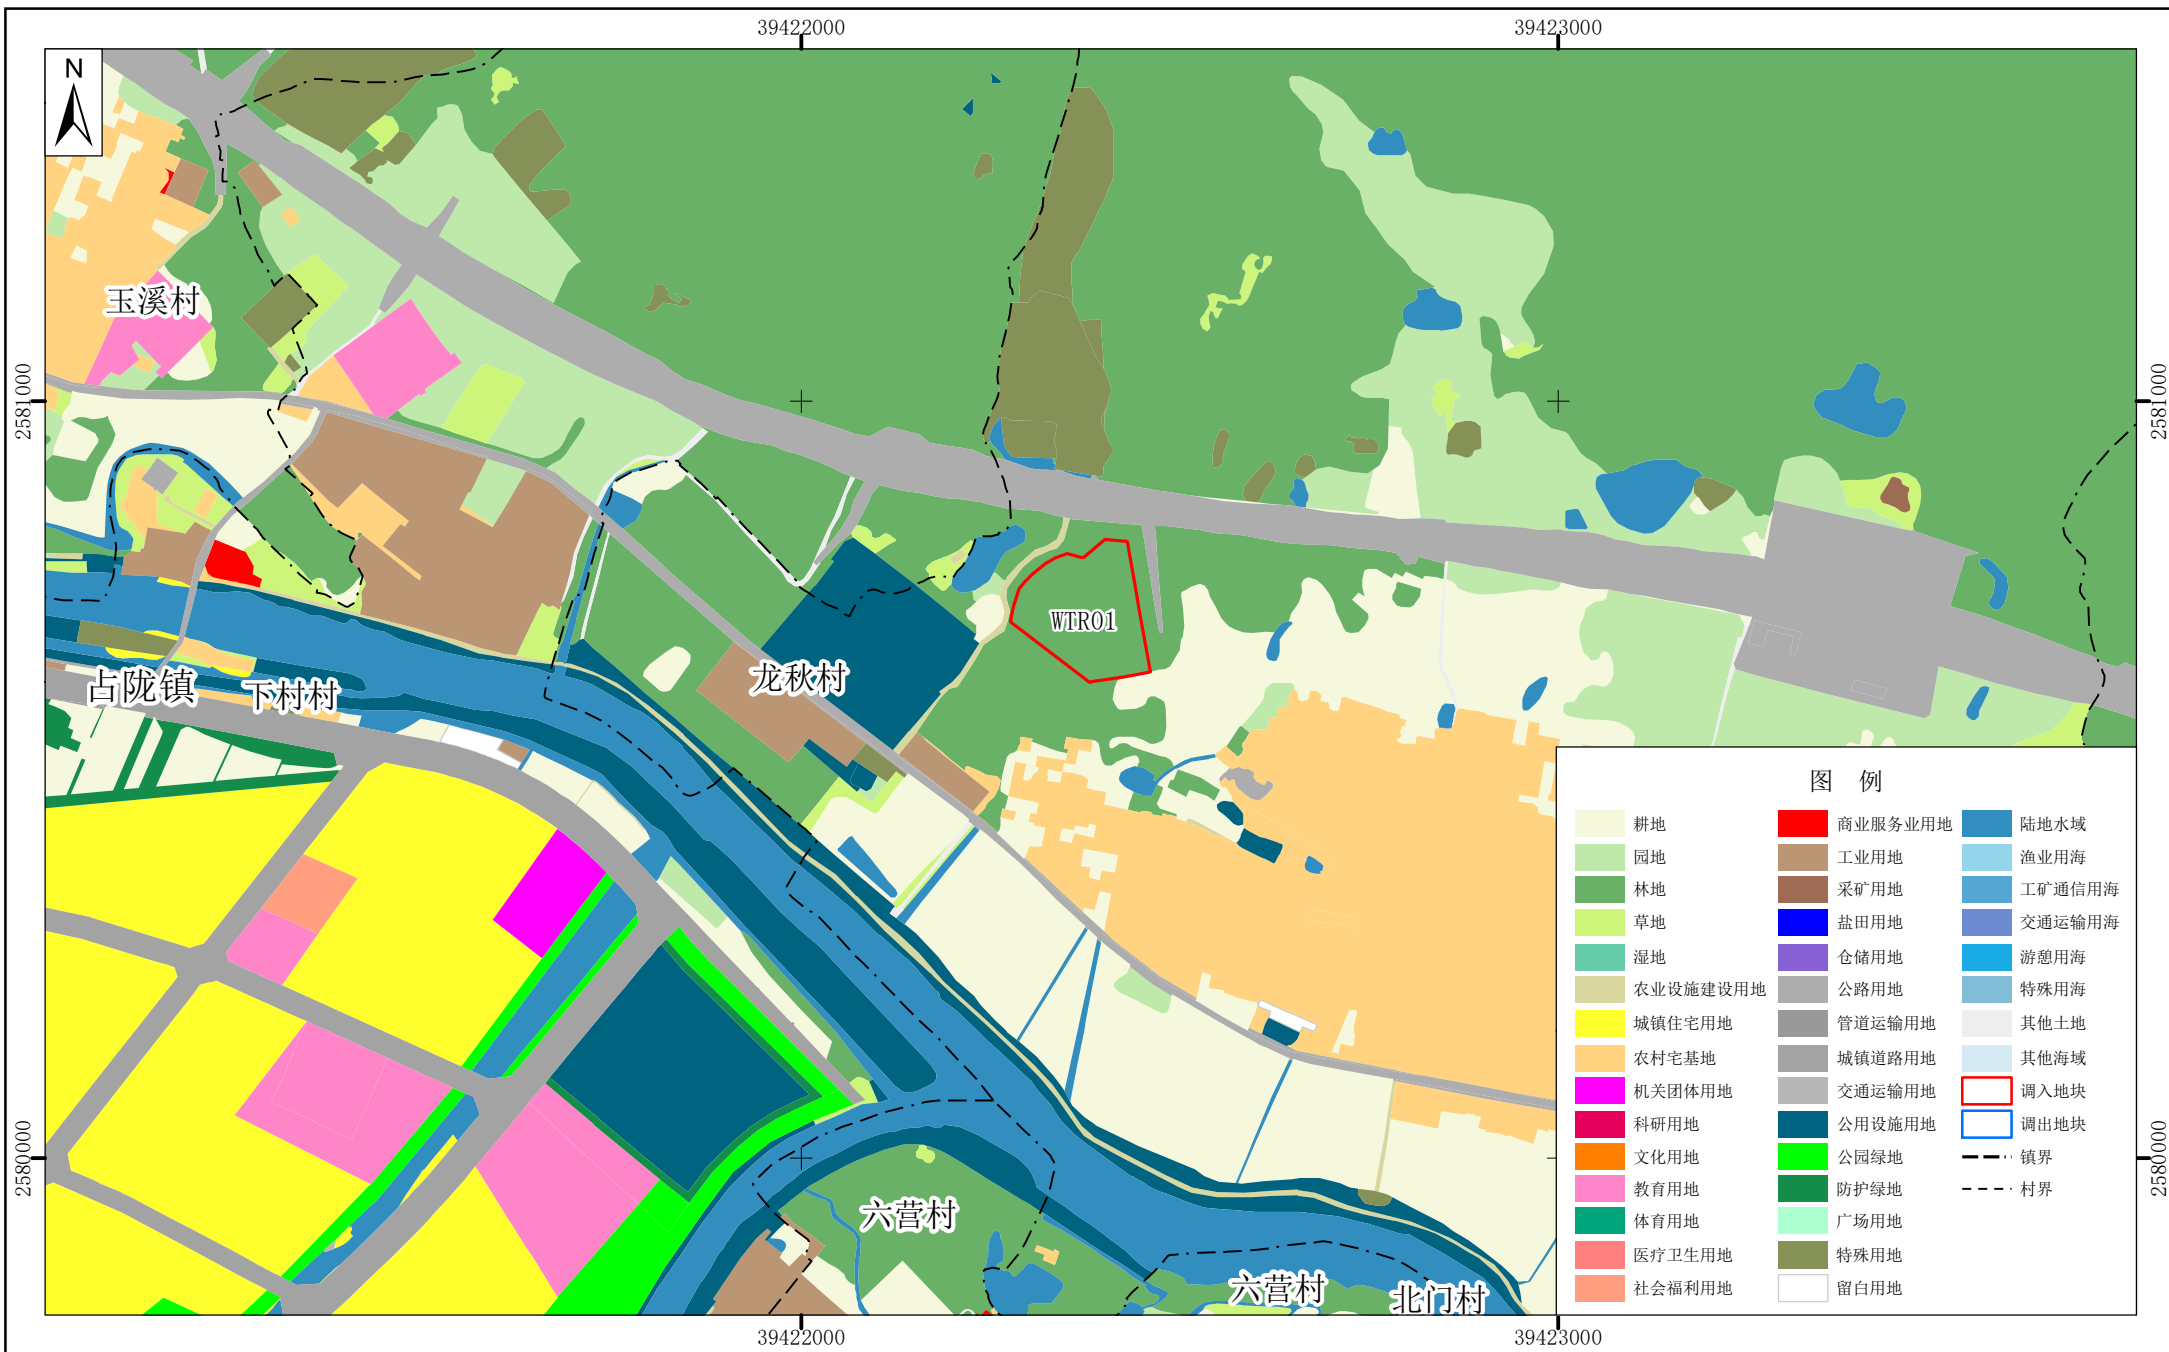 39422000
39423000
N
玉溪村
2581000
2581000
WTR01
占陇镇
下村村
龙秋村
六营村
六营村
北门村
2580000
2580000
图 例
耕地
园地
林地
草地
湿地
农业设施建设用地
城镇住宅用地
农村宅基地
机关团体用地
科研用地
文化用地
教育用地
体育用地
医疗卫生用地
社会福利用地
商业服务业用地
工业用地
采矿用地
盐田用地
仓储用地
公路用地
管道运输用地
城镇道路用地
交通运输用地
公用设施用地
公园绿地
防护绿地
广场用地
特殊用地
留白用地
陆地水域
渔业用海
工矿通信用海
交通运输用海
游憩用海
特殊用海
其他土地
其他海域
调入地块
调出地块
镇界
村界
39422000
39423000